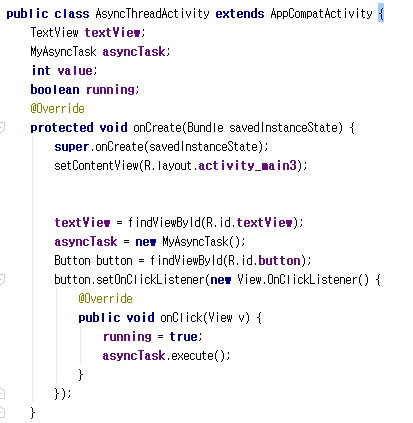 public class AsyncThreadActivity extends AppCompatActivity {
    TextView textView;
    MyAsyncTask asyncTask;
    int value;
    boolean running;
    @Override
    protected void onCreate(Bundle savedInstanceState) {
        super.onCreate(savedInstanceState);
        setContentView(R.layout.activity_main3);


        textView = findViewById(R.id.textView);
        asyncTask = new MyAsyncTask();
        Button button = findViewById(R.id.button);
        button.setOnClickListener(new View.OnClickListener() {
            @Override
            public void onClick(View v) {
                running = true;
                asyncTask.execute();
            }
        });
    }